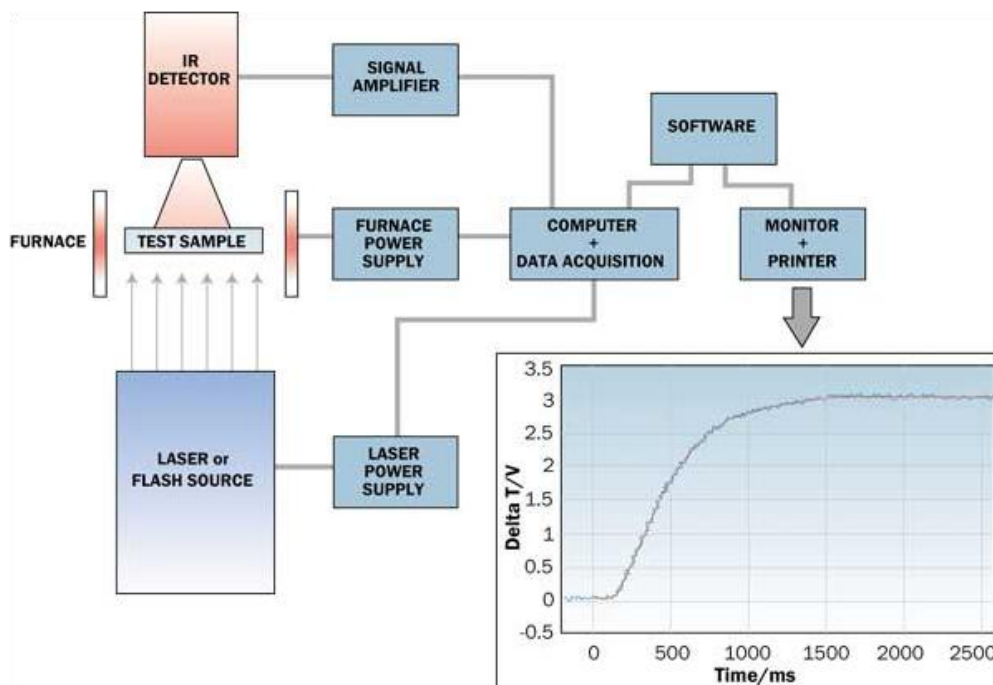 IR
DETECTOR
SIGNAL
AMPLIFIER
SOFTWARE
FURNACE
TEST SAMPLE
FURNACE
POWER
SUPPLY
COMPUTER
+
DATA ACQUISITION
MONITOR
+
PRINTER
LASER or
FLASH SOURCE
LASER
POWER
SUPPLY
Delta T/V
3.5
3
2.5
2
1.5
1
0.5
0
-0.5
0 500 1000 1500 2000 2500
Time/ms